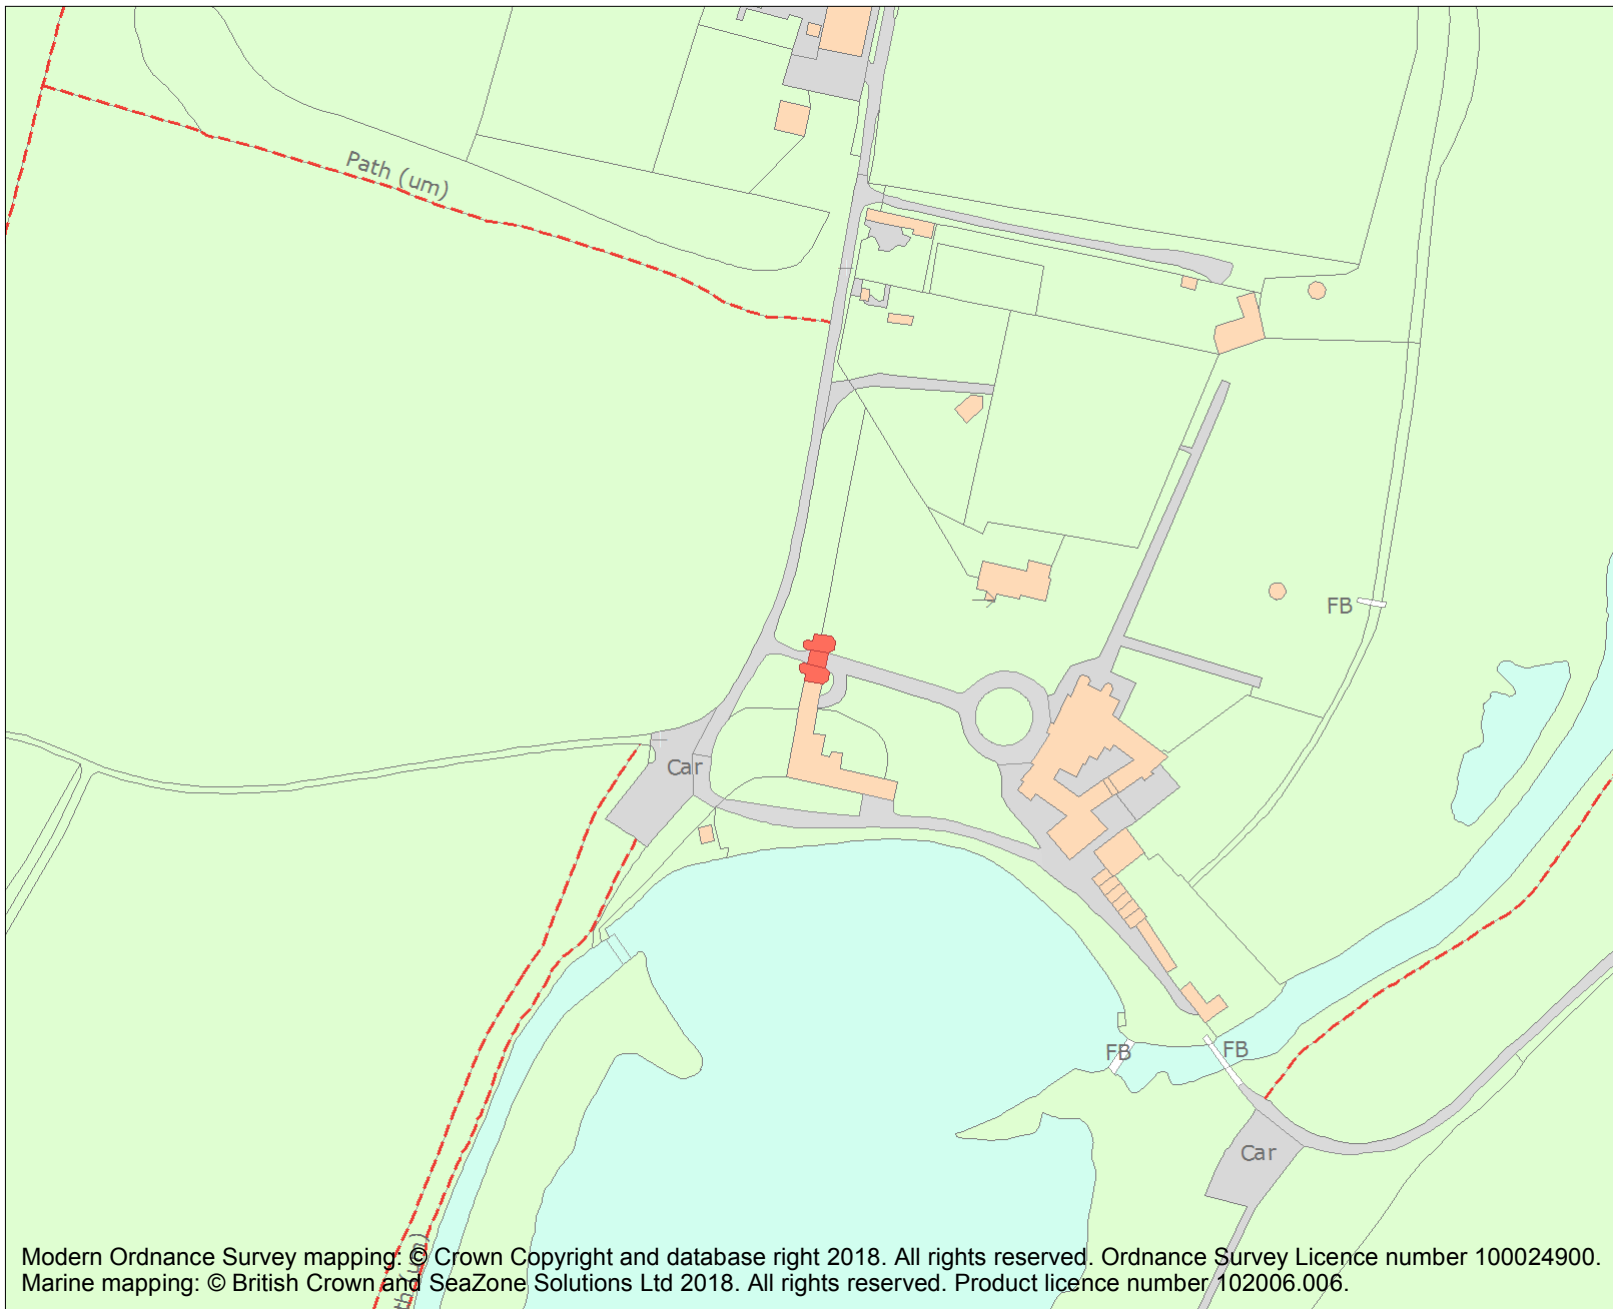 Path (um)
FB
Car
FB
FB
Car
th (um)
Modern Ordnance Survey mapping: © Crown Copyright and database right 2018. All rights reserved. Ordnance Survey Licence number 100024900.
Marine mapping: © British Crown and SeaZone Solutions Ltd 2018. All rights reserved. Product licence number 102006.006.